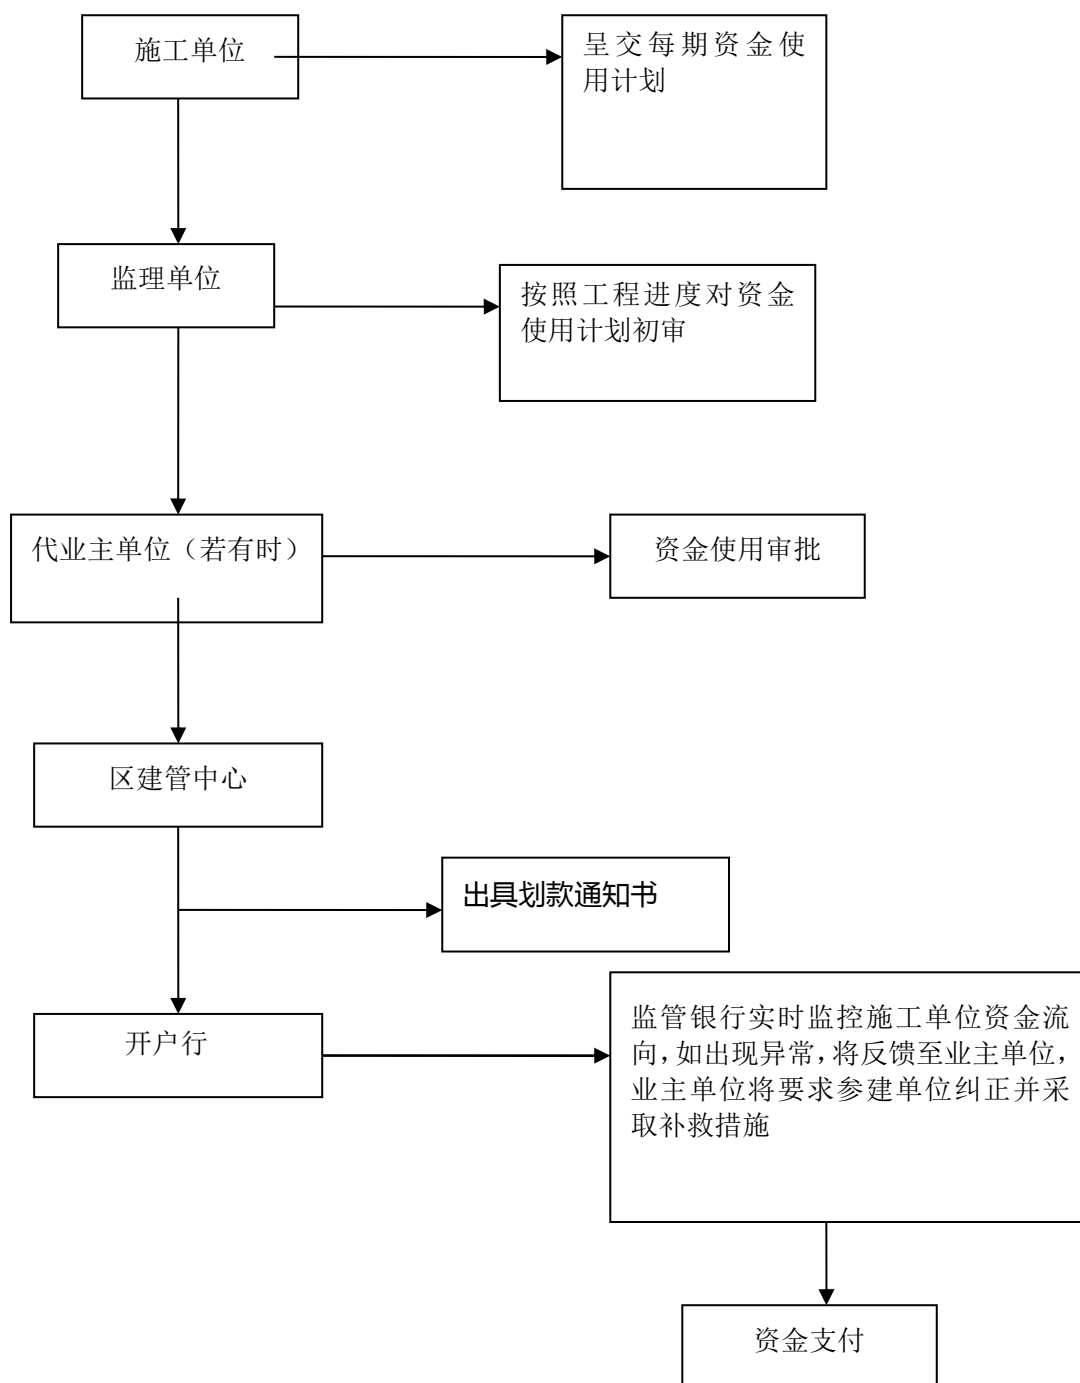 施工单位
呈交每期资金使
用计划
监理单位
按照工程进度对资金
使用计划初审
代业主单位（若有时）
资金使用审批
区建管中心
出具划款通知书
开户行
监管银行实时监控施工单位资金流
向，如出现异常，将反馈至业主单位，
业主单位将要求参建单位纠正并采
取补救措施
资金支付